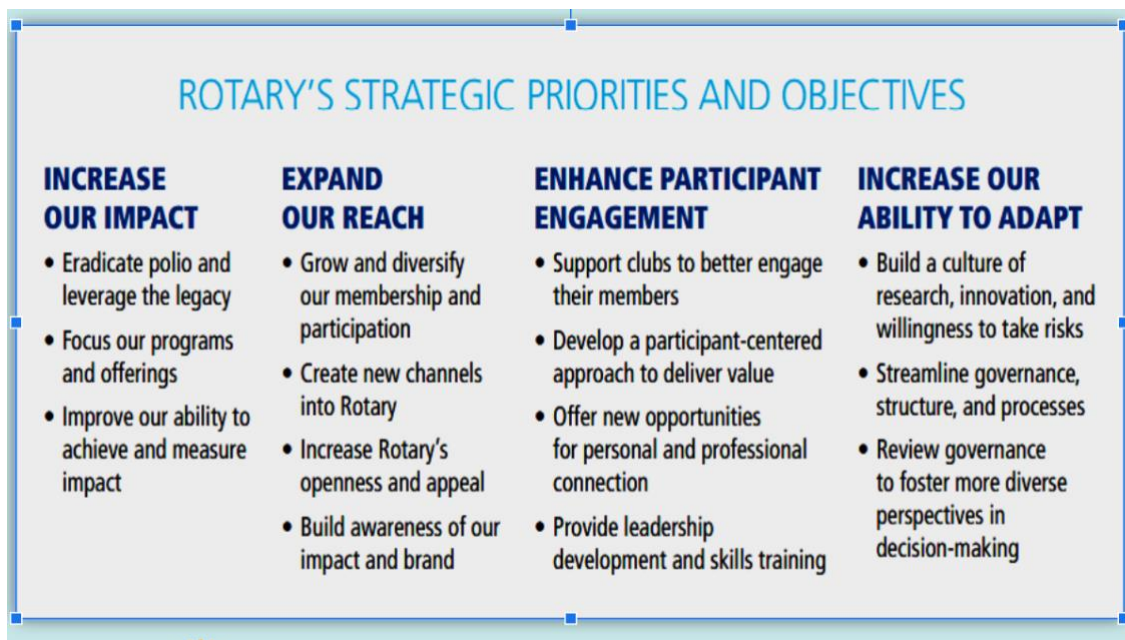 ROTARY'S STRATEGIC PRIORITIES AND OBJECTIVES
INCREASE
OUR IMPACT
• Eradicate polio and
leverage the legacy
• Focus our programs
and offerings
• Improve our ability to
achieve and measure
impact
EXPAND
OUR REACH
• Grow and diversify
our membership and
participation
• Create new channels
into Rotary
• Increase Rotary's
openness and appeal
• Build awareness of our
impact and brand
ENHANCE PARTICIPANT
ENGAGEMENT
• Support clubs to better engage
their members
• Develop a participant-centered
approach to deliver value
• Offer new opportunities
for personal and professional
connection
• Provide leadership
development and skills training
INCREASE OUR
ABILITY TO ADAPT
• Build a culture of
research, innovation, and
willingness to take risks
• Streamline governance,
structure, and processes
• Review governance
to foster more diverse
perspectives in
decision-making